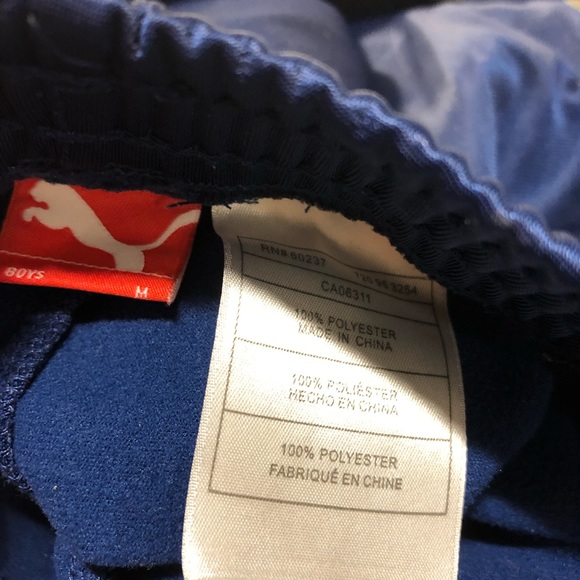 BOYS
M
RN# 60237
CA08311
100% POLYESTER
MADE IN CHINA
100% POLIÉSTER
HECHO EN CHINA
100% POLYESTER
FABRIQUÉ EN CHINE